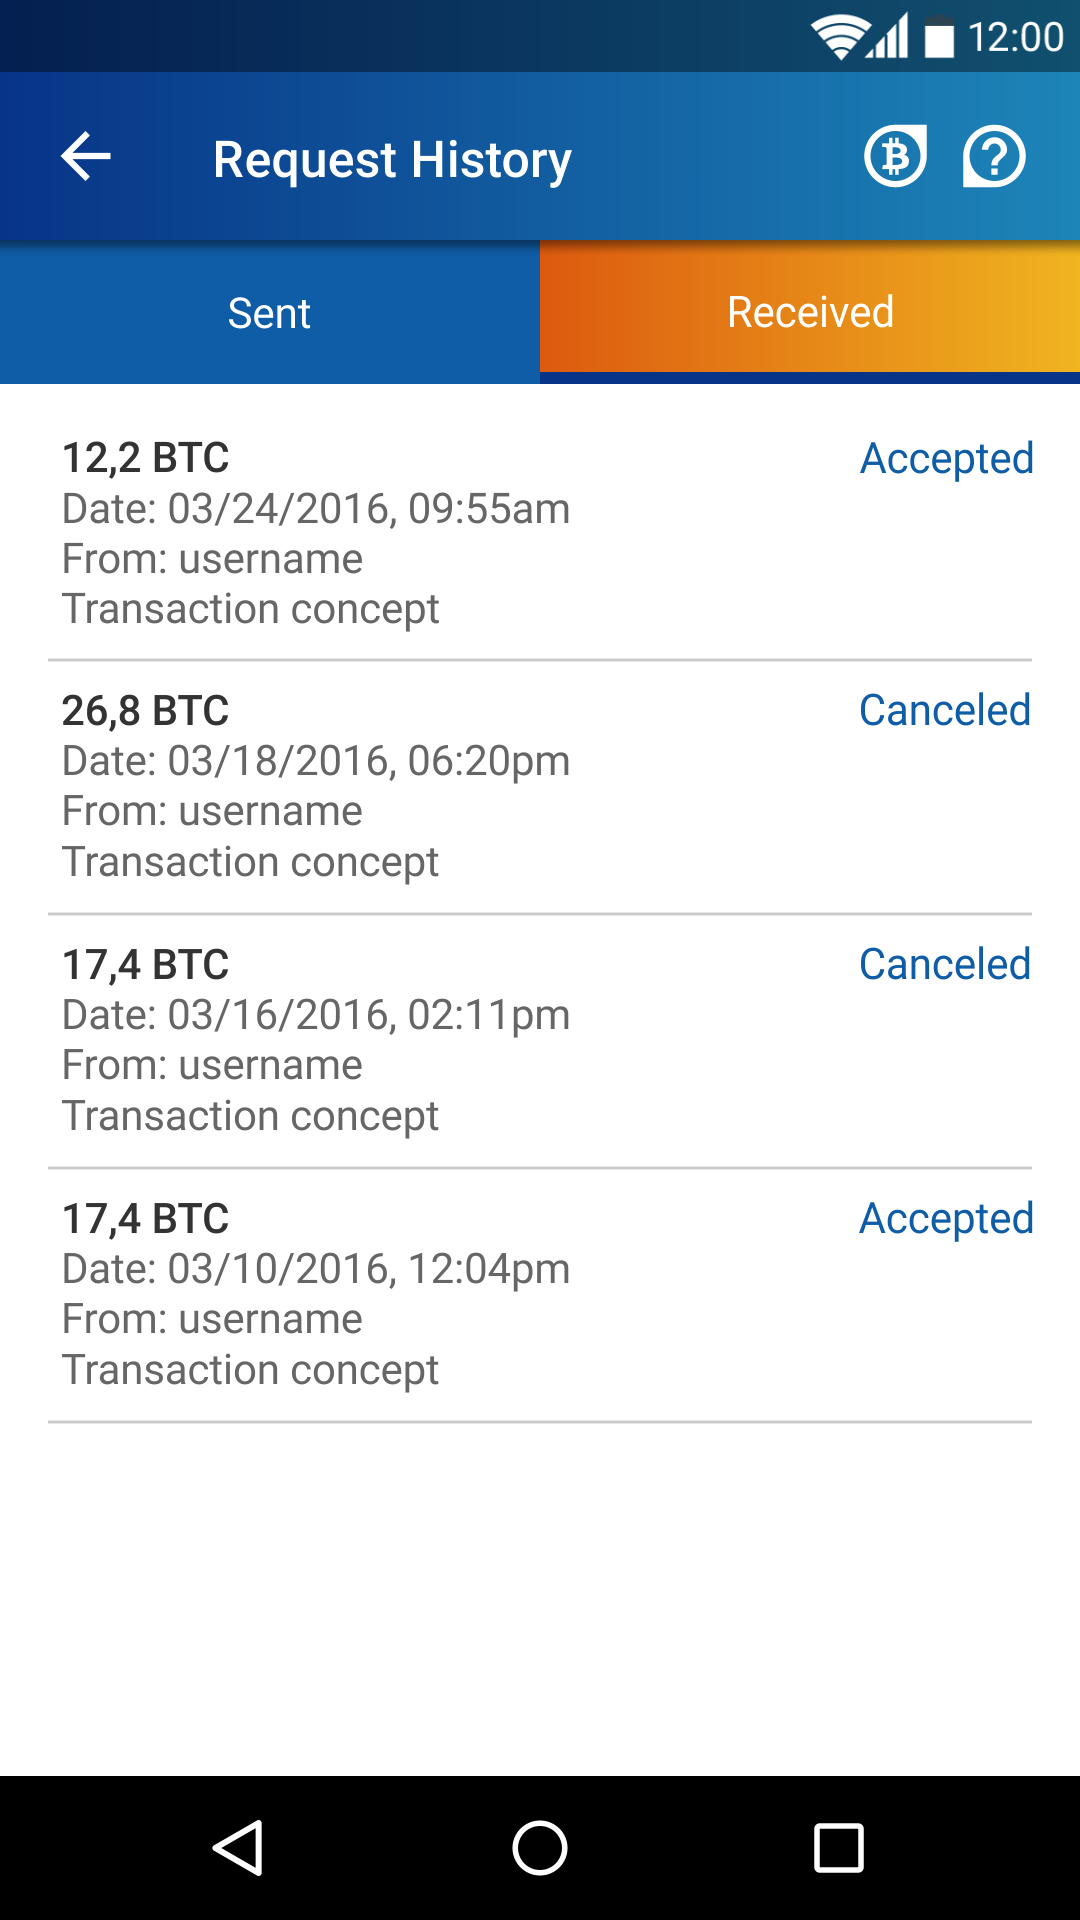 12:00
Request History
Sent
Received
12,2 BTC
Accepted
Date: 03/24/2016, 09:55am
From: username
Transaction concept
26,8 BTC
Canceled
Date: 03/18/2016, 06:20pm
From: username
Transaction concept
17,4 BTC
Canceled
Date: 03/16/2016, 02:11pm
From: username
Transaction concept
17,4 BTC
Accepted
Date: 03/10/2016, 12:04pm
From: username
Transaction concept